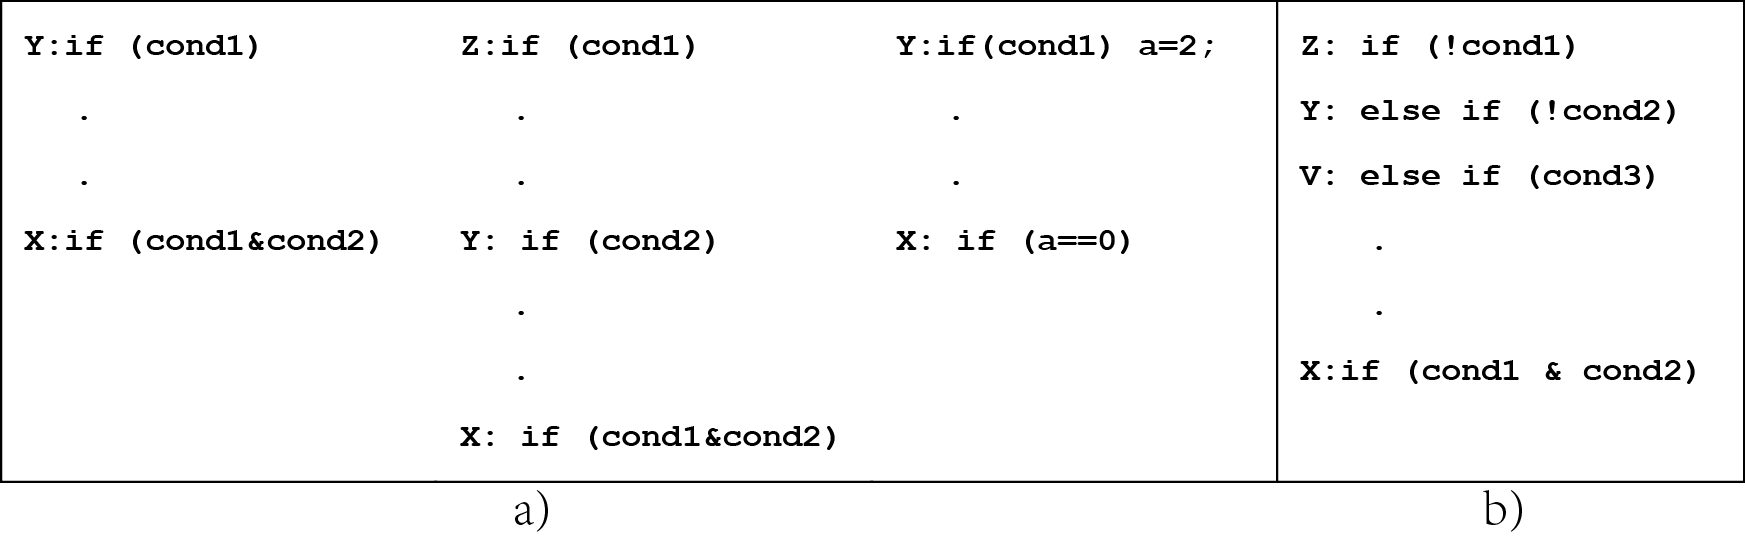 Y:if (cond1)
.
.
X:if (cond1&cond2)
Z:if (cond1)
.
.
Y: if (cond2)
.
.
X: if (cond1&cond2)
Y:if(cond1) a=2;
.
.
X: if (a==0)
Z: if (!cond1)
Y: else if (!cond2)
V: else if (cond3)
.
.
X:if (cond1 & cond2)
a)
b)